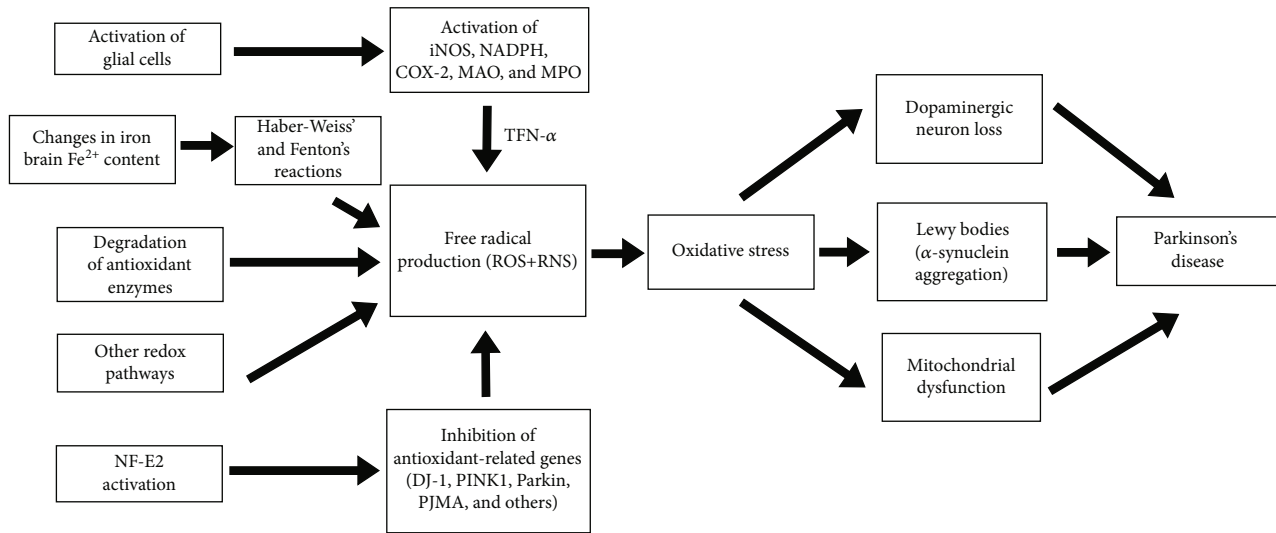 Activation of
glial cells
Activation of
iNOS, NADPH,
COX-2, MAO, and MPO
TFN-α
Changes in iron
brain Fe²⁺ content
Haber-Weiss'
and Fenton's
reactions
Degradation
of antioxidant
enzymes
Other redox
pathways
NF-E2
activation
Free radical
production (ROS+RNS)
Inhibition of
antioxidant-related genes
(DJ-1, PINK1, Parkin,
PJMA, and others)
Oxidative stress
Dopaminergic
neuron loss
Lewy bodies
(α-synuclein
aggregation)
Mitochondrial
dysfunction
Parkinson's
disease